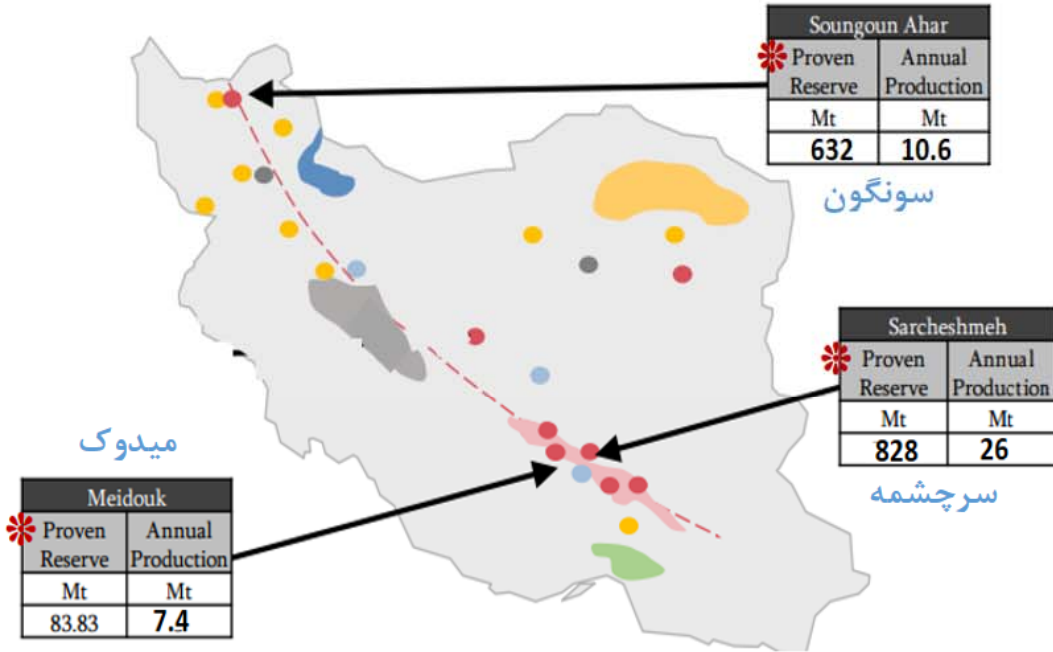 Soungoun Ahar
Proven Reserve Annual Production
Mt Mt
632 10.6
سونگون
Sarcheshmeh
Proven Reserve Annual Production
Mt Mt
828 26
سرچشمه
میدوک
Meidouk
Proven Reserve Annual Production
Mt Mt
83.83 7.4